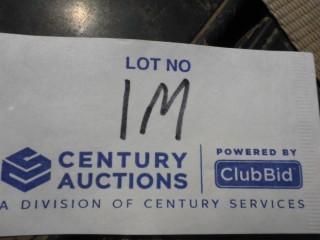 LOT NO
1M
CENTURY AUCTIONS
POWERED BY
ClubBid
A DIVISION OF CENTURY SERVICES